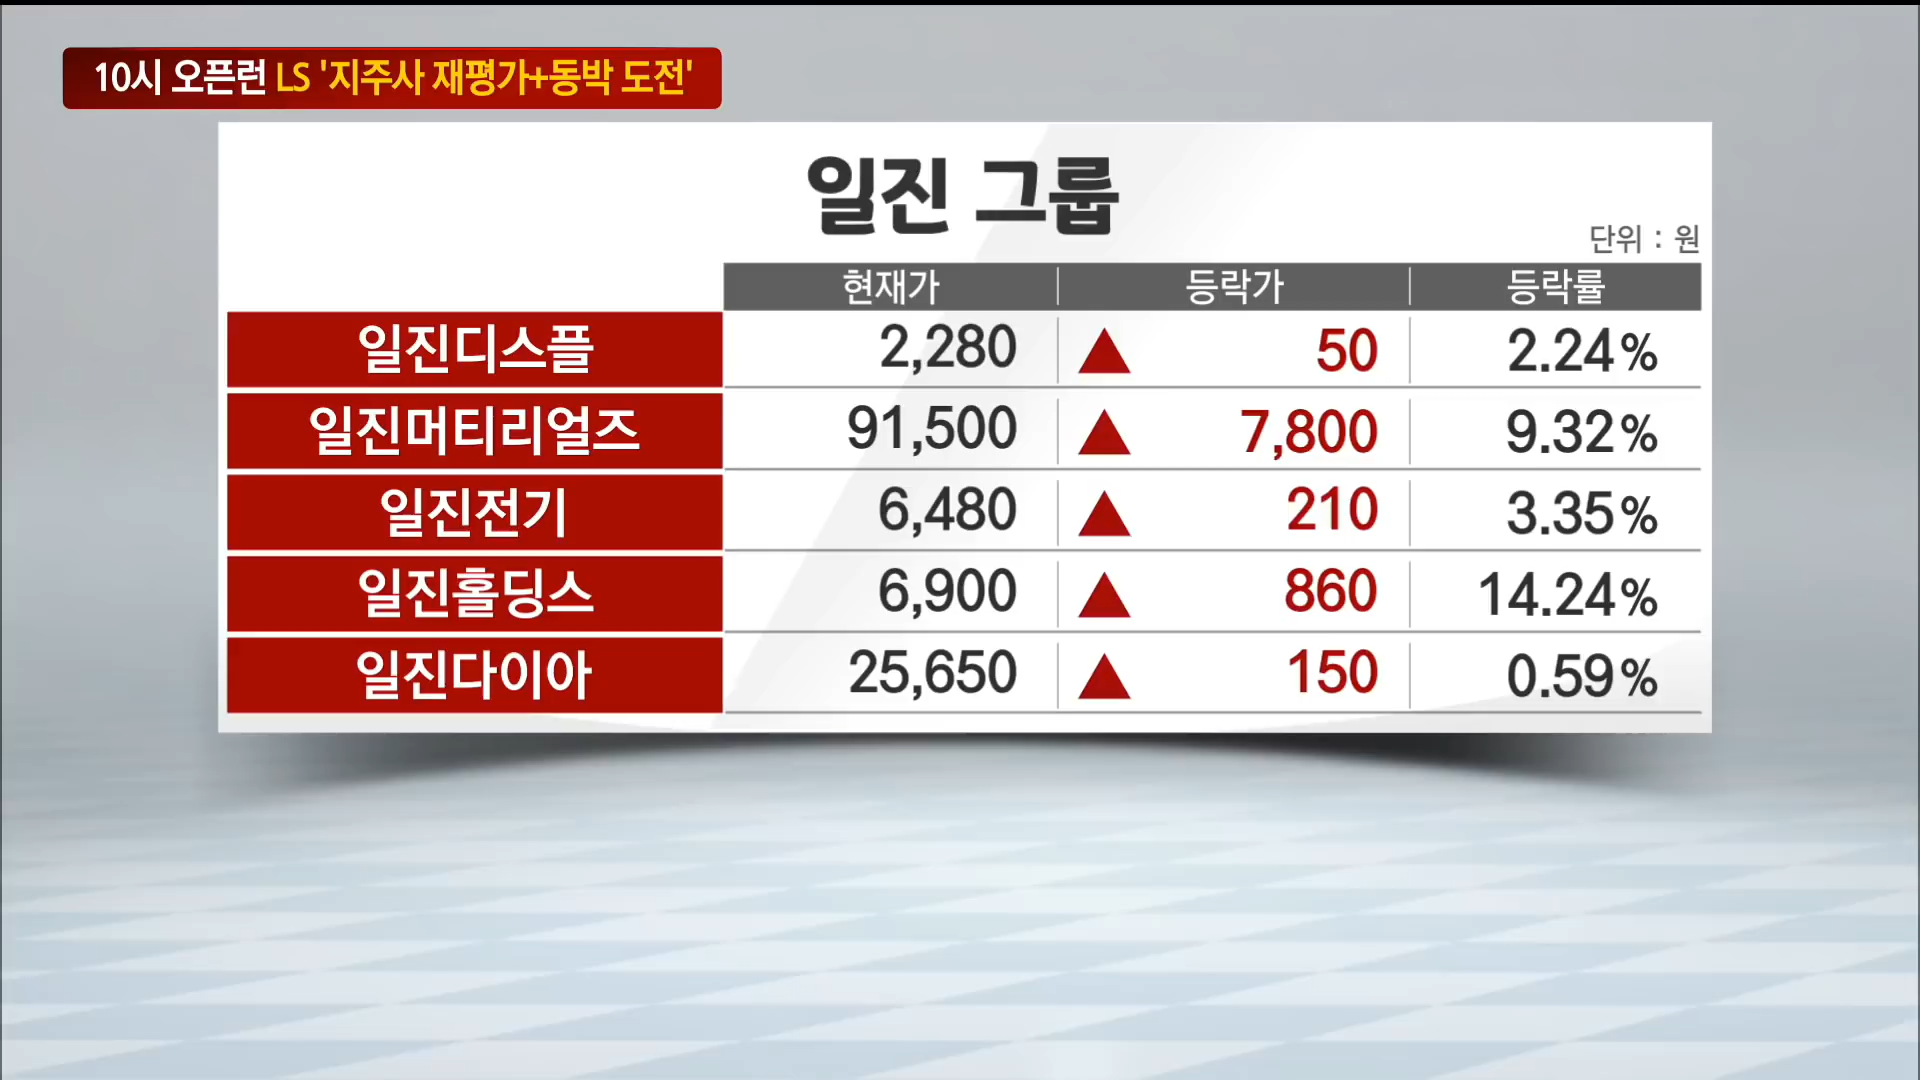 10시 오픈런 LS '지주사 재평가+동박 도전'
일진 그룹
단위 : 원
현재가 등락가 등락률
일진디스플 2,280 ▲ 50 2.24%
일진머티리얼즈 91,500 ▲ 7,800 9.32%
일진전기 6,480 ▲ 210 3.35%
일진홀딩스 6,900 ▲ 860 14.24%
일진다이아 25,650 ▲ 150 0.59%